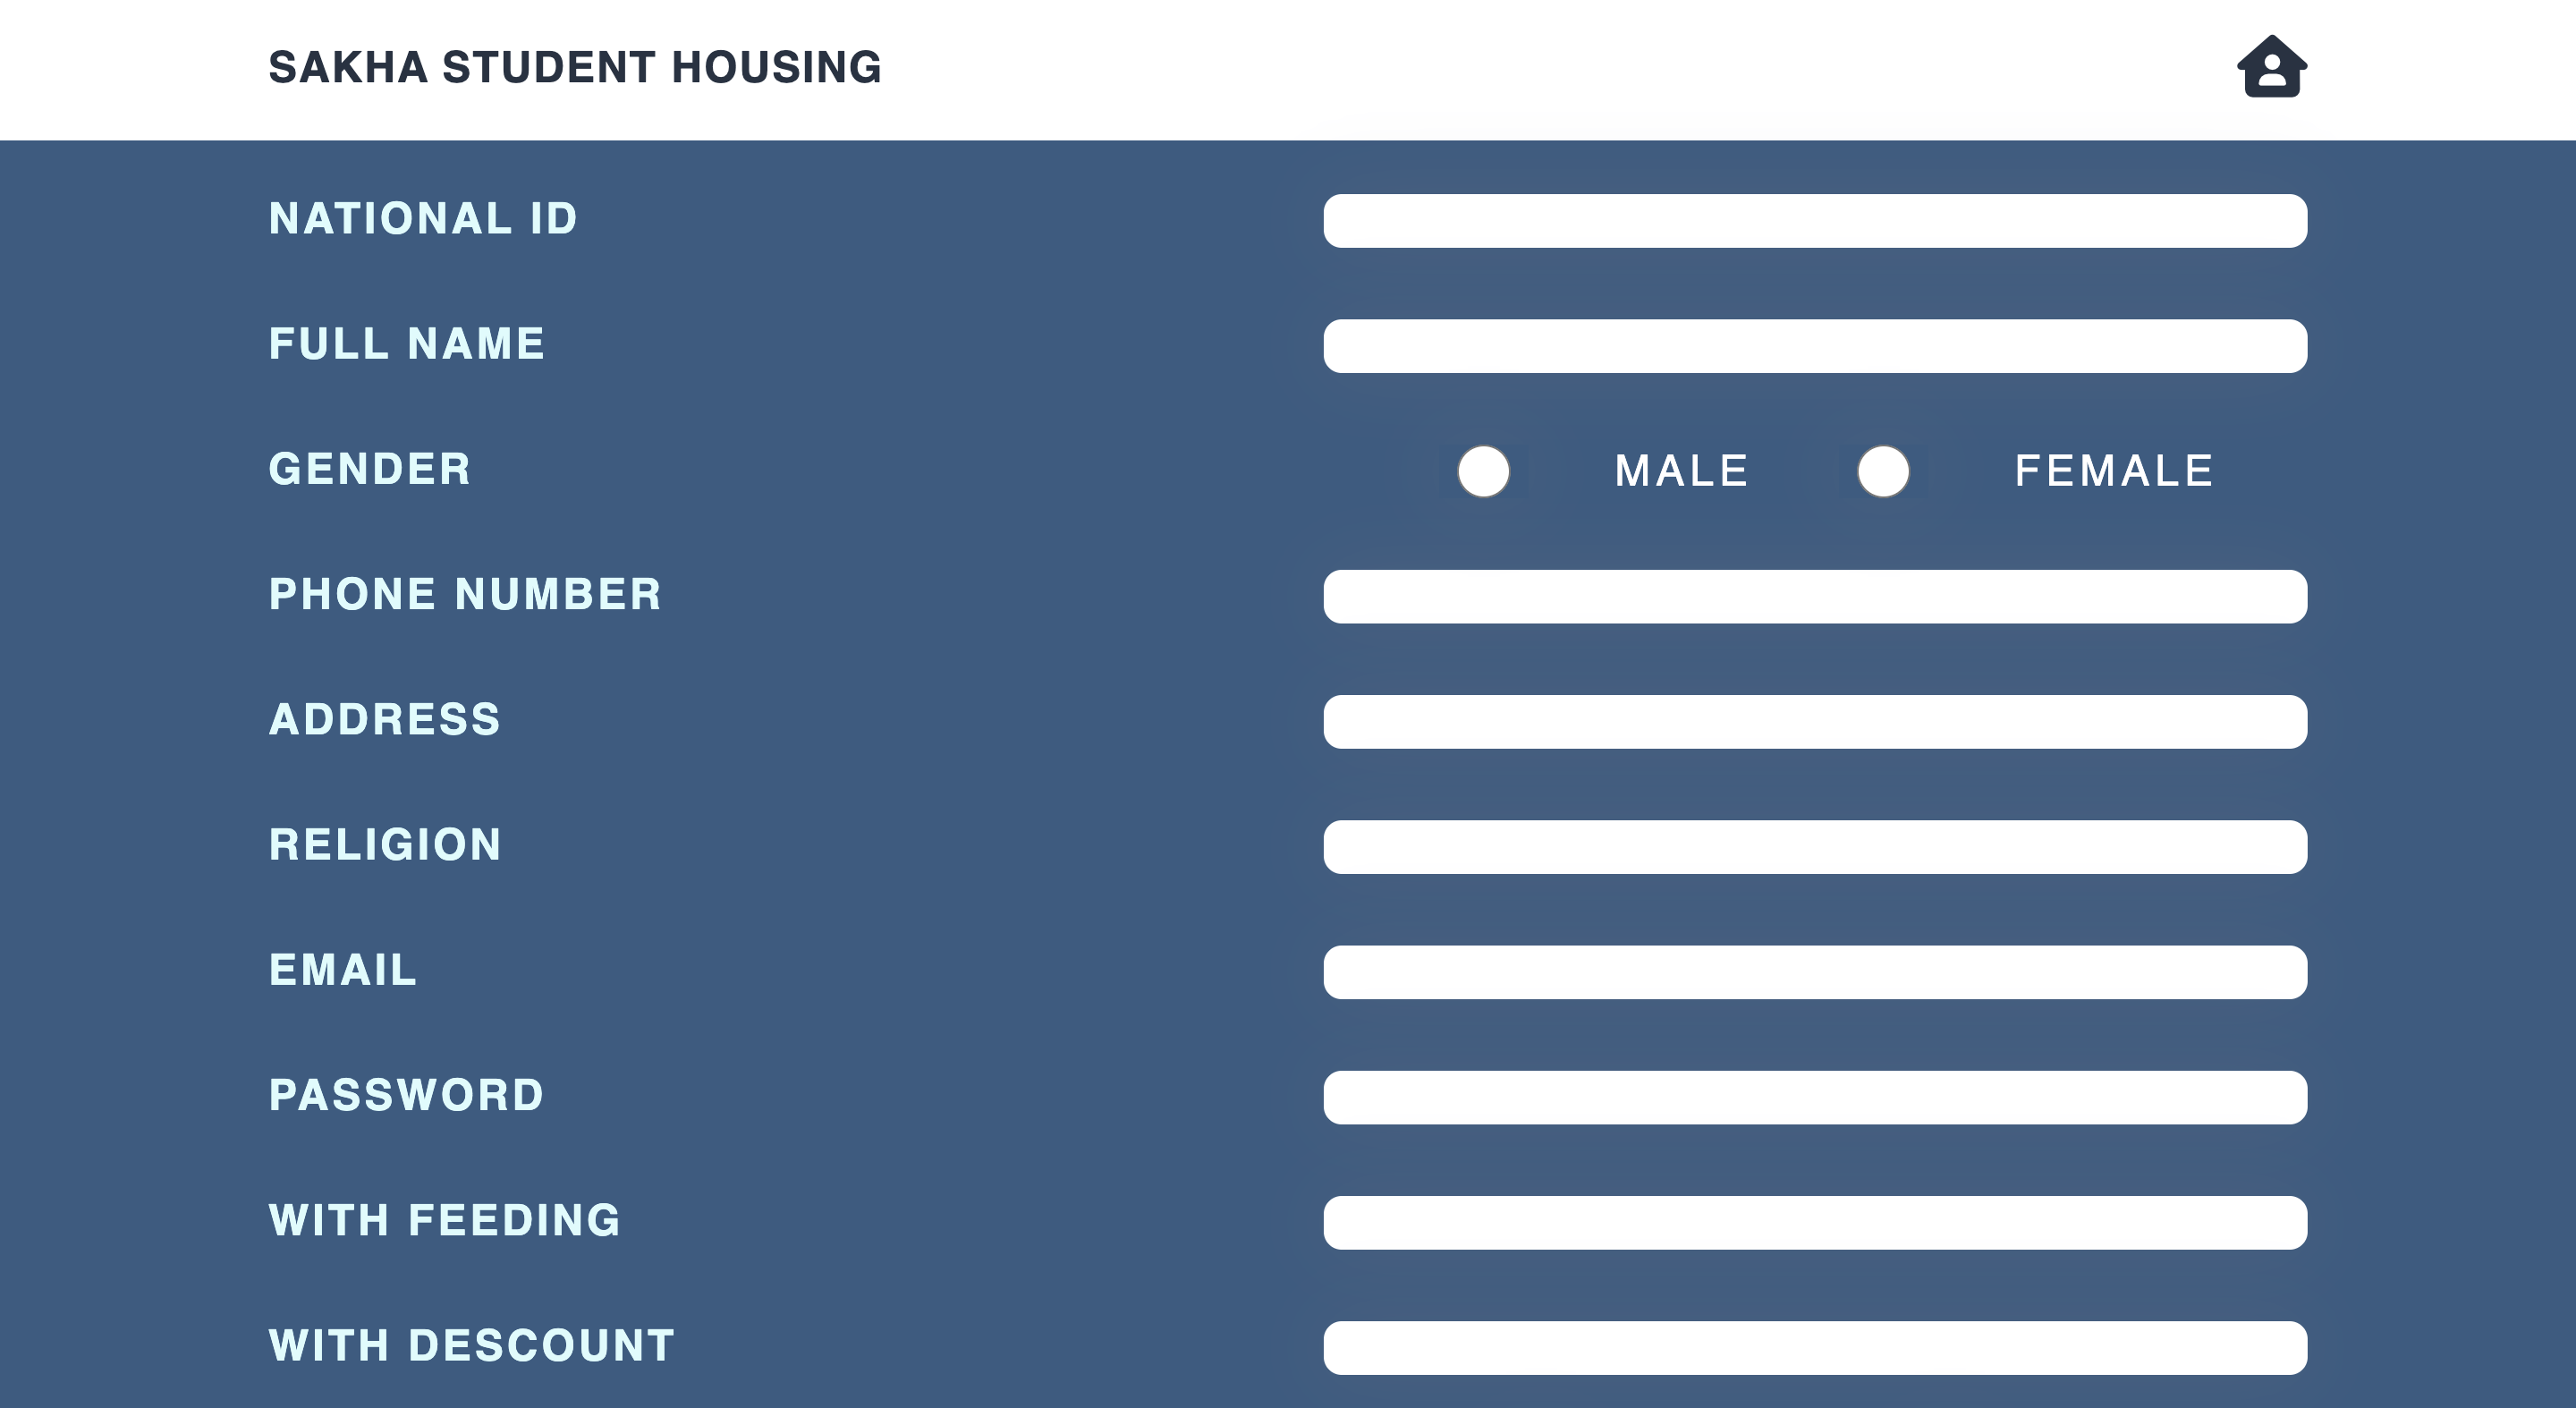 SAKHA STUDENT HOUSING
NATIONAL ID
FULL NAME
GENDER MALE FEMALE
PHONE NUMBER
ADDRESS
RELIGION
EMAIL
PASSWORD
WITH FEEDING
WITH DESCOUNT